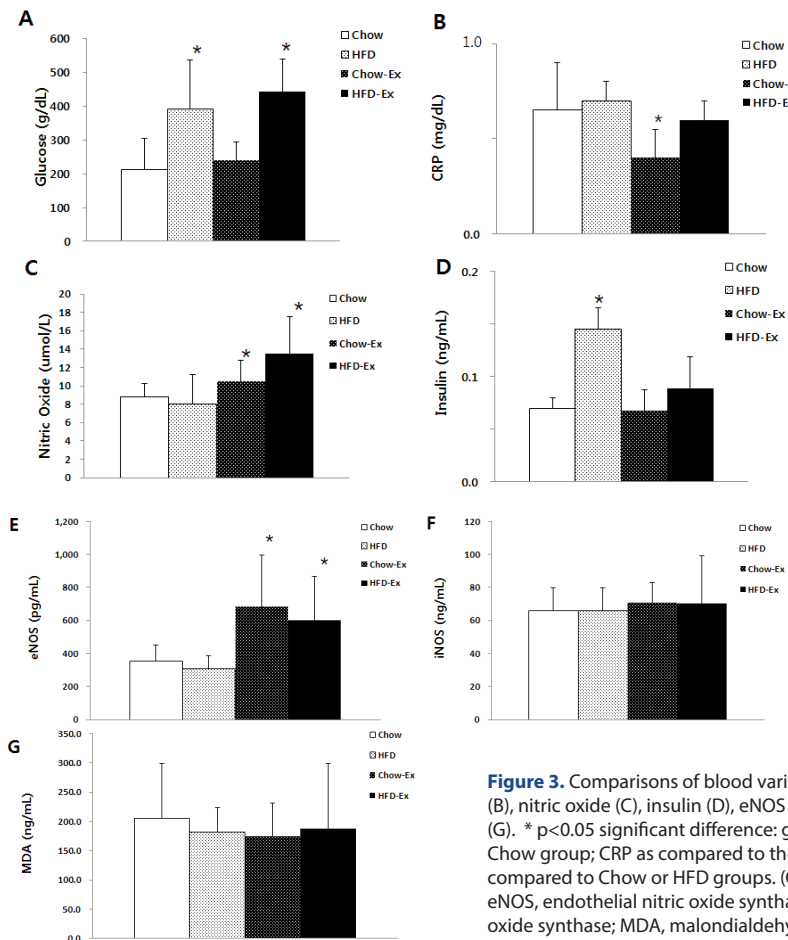 A
Glucose (g/dL)
600
500
400
300
200
100
0
*
*
Chow
HFD
Chow-Ex
HFD-Ex
B
CRP (mg/dL)
1.0
0.0
*
Chow
HFD
Chow-
HFD-E
C
Nitric Oxide (umol/L)
20
18
16
14
12
10
8
6
4
2
0
*
*
Chow
HFD
Chow-Ex
HFD-Ex
D
Insulin (ng/mL)
0.2
0.1
0.0
*
Chow
HFD
Chow-Ex
HFD-Ex
E
eNOS (pg/mL)
1,200
1,000
800
600
400
200
0
*
*
Chow
HFD
Chow-Ex
HFD-Ex
F
iNOS (ng/mL)
120
100
80
60
40
20
0
Chow
HFD
Chow-Ex
HFD-Ex
G
MDA (ng/mL)
350.0
300.0
250.0
200.0
150.0
100.0
50.0
0.0
Chow
HFD
Chow-Ex
HFD-Ex
Figure 3. Comparisons of blood vari
(B), nitric oxide (C), insulin (D), eNOS
(G). * p<0.05 significant difference: g
Chow group; CRP as compared to the
compared to Chow or HFD groups. (C
eNOS, endothelial nitric oxide syntha
oxide synthase; MDA, malondialdehy